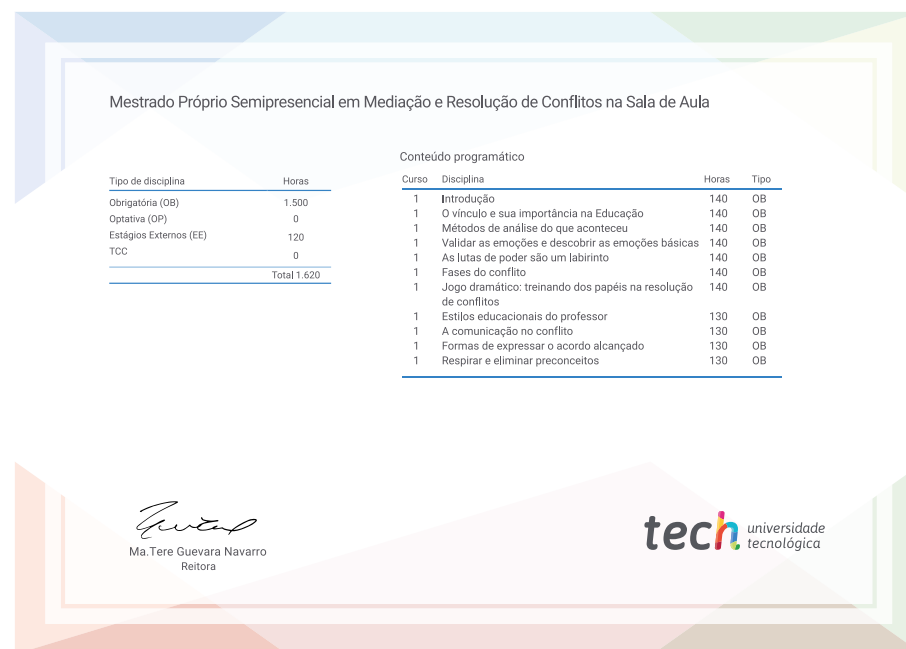 Mestrado Próprio Semipresencial em Mediação e Resolução de Conflitos na Sala de Aula
Tipo de disciplina Horas
Obrigatória (OB) 1.500
Optativa (OP) 0
Estágios Externos (EE) 120
TCC 0
Total 1.620
Conteúdo programático
Curso Disciplina Horas Tipo
1 Introdução 140 OB
1 O vínculo e sua importância na Educação 140 OB
1 Métodos de análise do que aconteceu 140 OB
1 Validar as emoções e descobrir as emoções básicas 140 OB
1 As lutas de poder são um labirinto 140 OB
1 Fases do conflito 140 OB
1 Jogo dramático: treinando dos papéis na resolução 140 OB
de conflitos
1 Estilos educacionais do professor 130 OB
1 A comunicação no conflito 130 OB
1 Formas de expressar o acordo alcançado 130 OB
1 Respirar e eliminar preconceitos 130 OB
Ma.Tere Guevara Navarro
Reitora
tech universidade
tecnológica